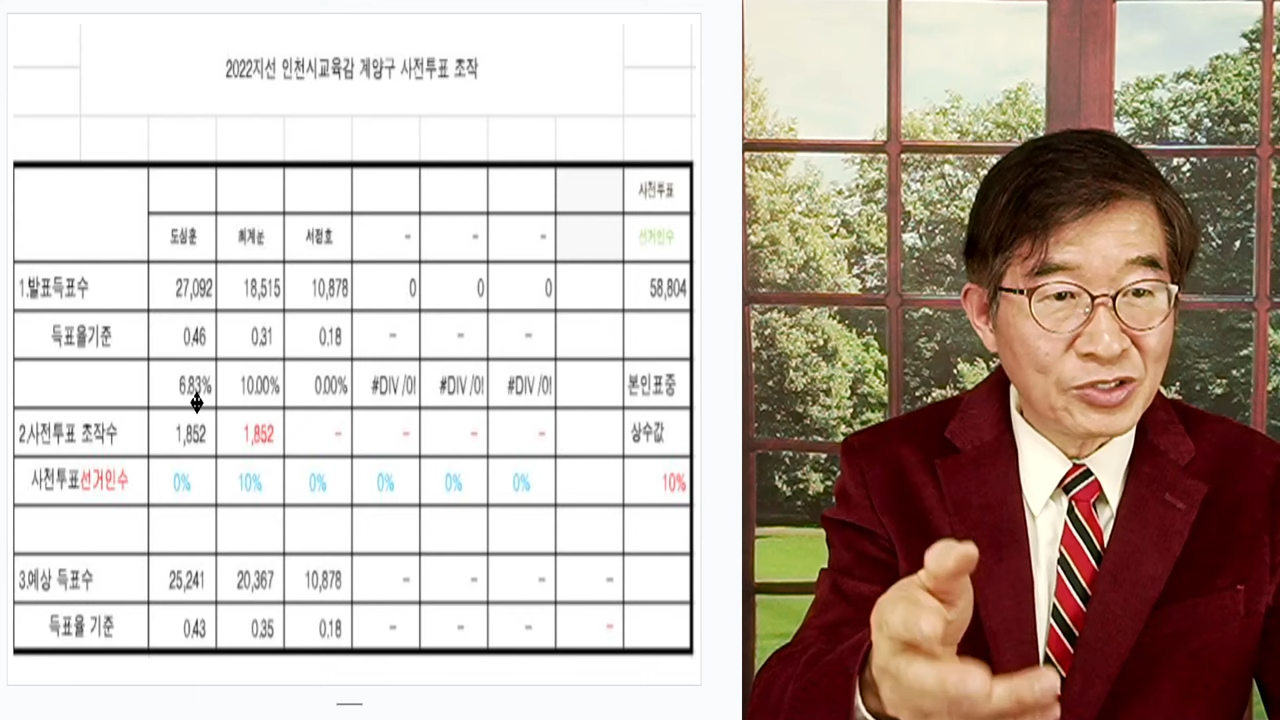 2022지선 인천시교육감 계양구 사전투표 조작
사전투표
도성훈 최계운 서정호 - - - 선거인수
1.발표득표수 27,092 18,515 10,878 0 0 0 58,804
득표율기준 0.46 0.31 0.18 - - -
6.83% 10.00% 0.00% #DIV/0! #DIV/0! #DIV/0! 본인표중
2.사전투표 조작수 1,852 1,852 - - - - 상수값
사전투표선거인수 0% 10% 0% 0% 0% 0% 10%
3.예상 득표수 25,241 20,367 10,878 - - - -
득표율 기준 0.43 0.35 0.18 - - - -